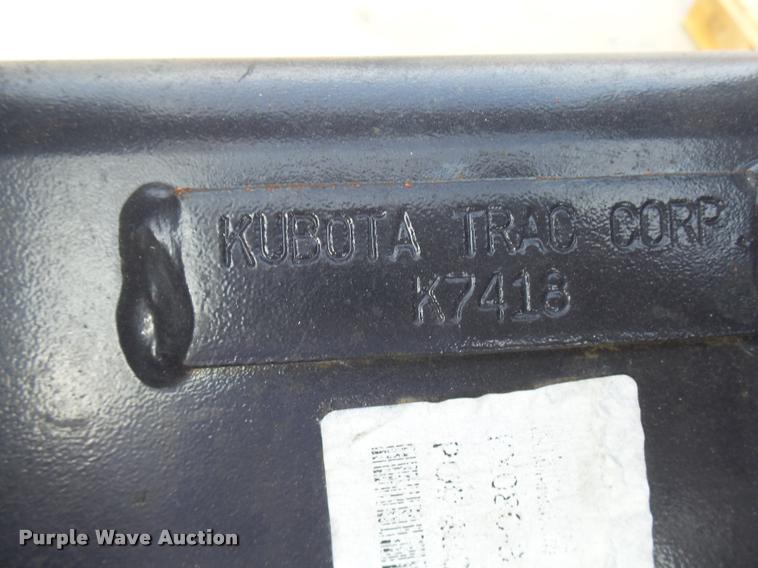 KUBOTA TRAC CORP.
K7418
Purple Wave Auction